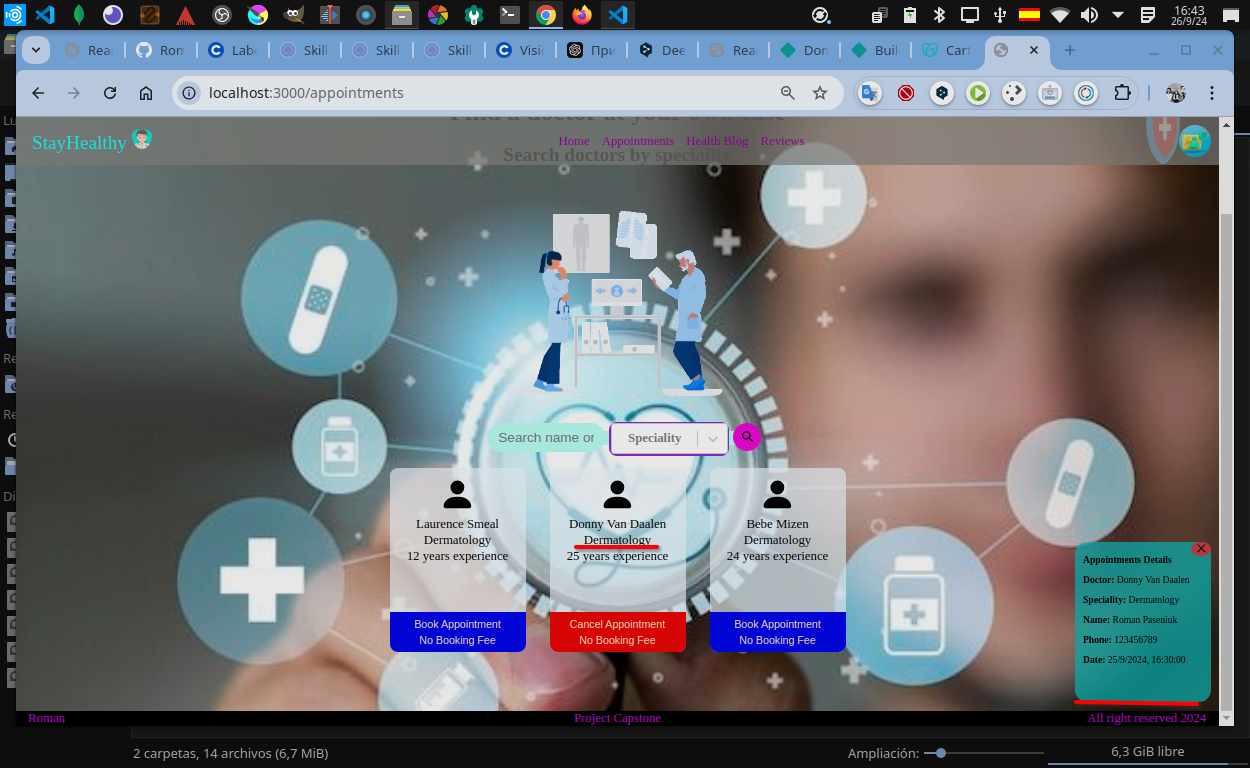 16:43
26/9/24
Reac
Rom
Labo
Skill
Skill
Skill
Visio
При
Dee
Rea
Don
Buil
Cart
localhost:3000/appointments
Find a doctor at your own ease
StayHealthy
Home Appointments Health Blog Reviews
Search doctors by speciality
Search name or
Speciality
Laurence Smeal
Dermatology
12 years experience
Book Appointment
No Booking Fee
Donny Van Daalen
Dermatology
25 years experience
Cancel Appointment
No Booking Fee
Bebe Mizen
Dermatology
24 years experience
Book Appointment
No Booking Fee
Appointments Details
Doctor: Donny Van Daalen
Speciality: Dermatology
Name: Roman Paseniuk
Phone: 123456789
Date: 25/9/2024, 16:30:00
Roman
Project Capstone
All right reserved 2024
Lu
Re
Re
Di
2 carpetas, 14 archivos (6,7 MiB)
Ampliación:
6,3 GiB libre